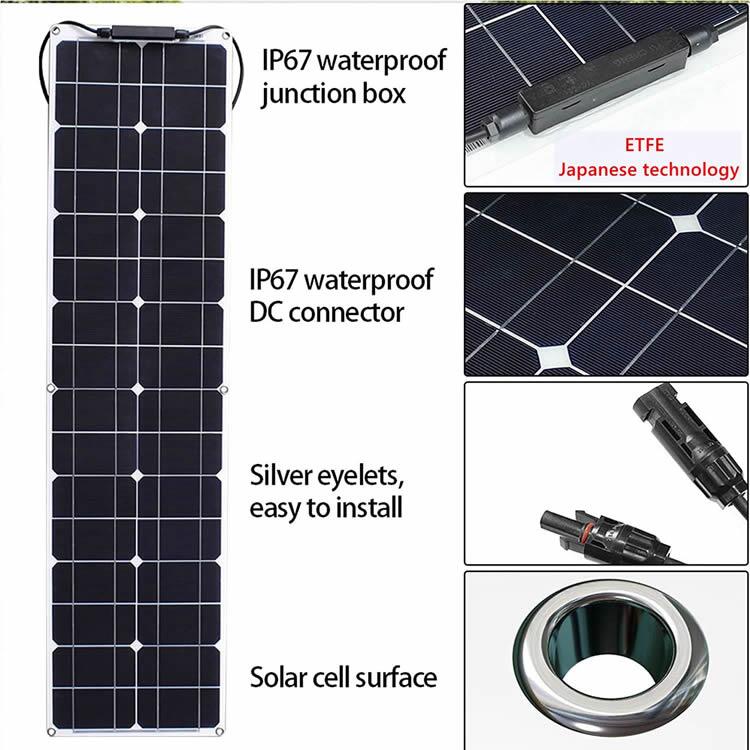 IP67 waterproof
junction box
ETFE
Japanese technology
IP67 waterproof
DC connector
Silver eyelets,
easy to install
Solar cell surface